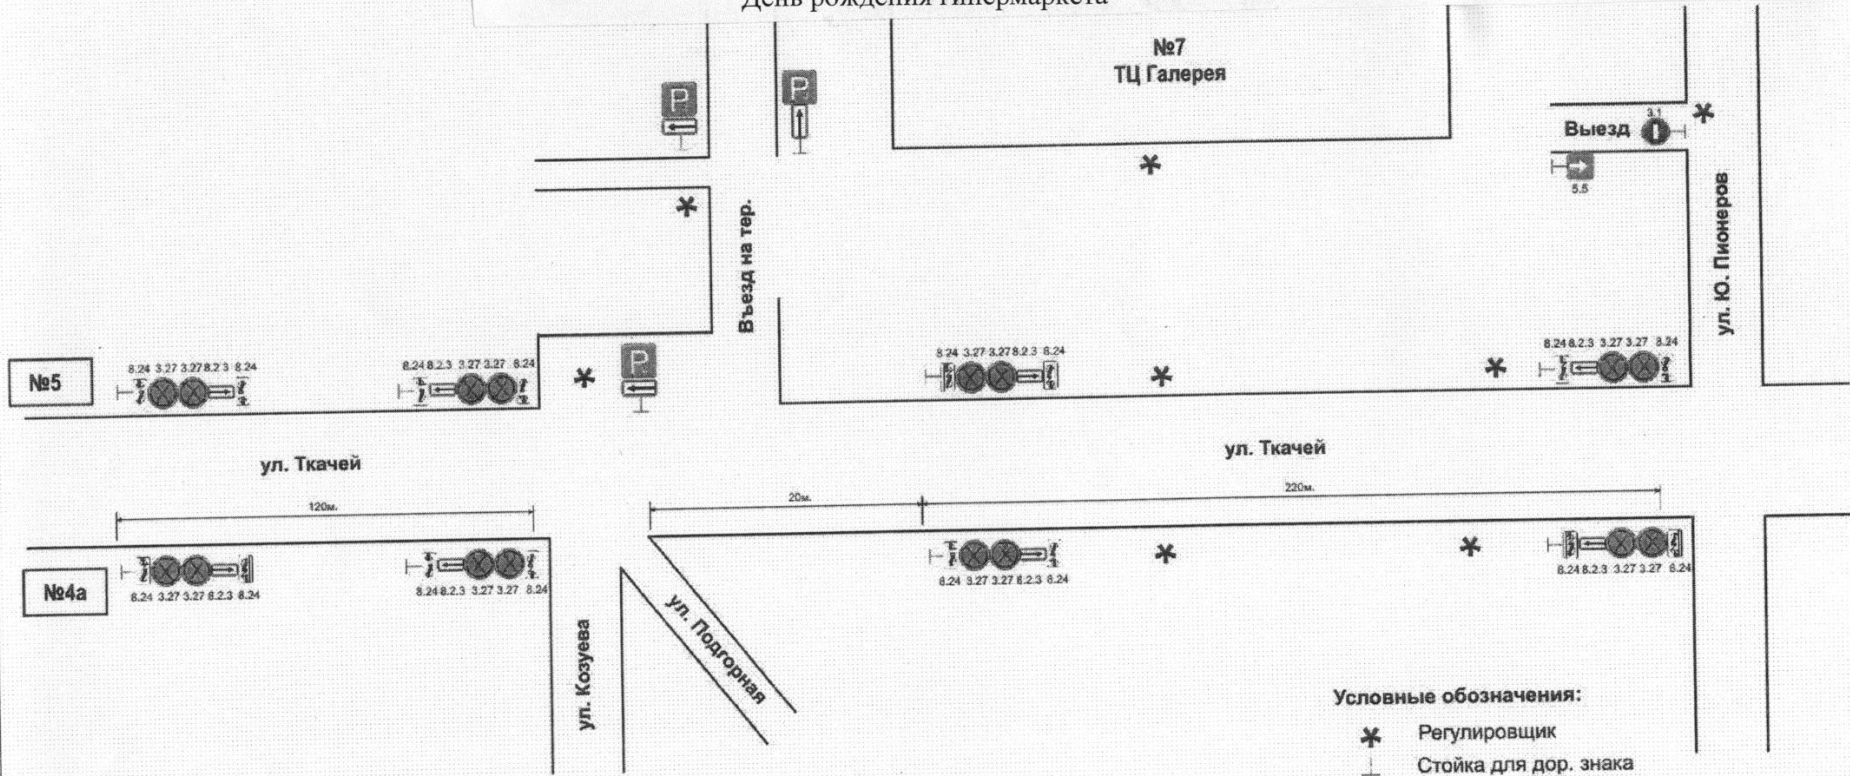 День рождения гипермаркета
№7
ТЦ Галерея
P
P
Выезд
3.1
5.5
Въезд на тер.
ул. Ю. Пионеров
№5
8.24 3.27 3.27 8.2.3 8.24
8.24 8.2.3 3.27 3.27 8.24
P
8.24 3.27 3.27 8.2.3 8.24
8.24 8.2.3 3.27 3.27 8.24
ул. Ткачей
ул. Ткачей
120м.
20м.
220м.
№4а
8.24 3.27 3.27 8.2.3 8.24
8.24 8.2.3 3.27 3.27 8.24
8.24 3.27 3.27 8.2.3 8.24
8.24 8.2.3 3.27 3.27 8.24
ул. Козуева
ул. Подгорная
Условные обозначения:
Регулировщик
Стойка для дор. знака